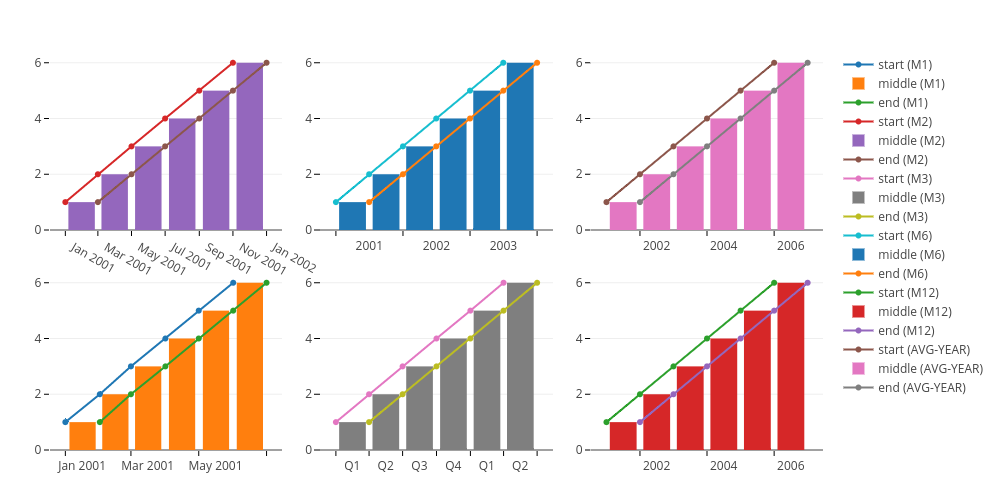 6
4
2
0
Jan 2001
Mar 2001
May 2001
Jul 2001
Sep 2001
Nov 2001
Jan 2002
6
4
2
0
2001 2002 2003
6
4
2
0
2002 2004 2006
6
4
2
0
Jan 2001 Mar 2001 May 2001
6
4
2
0
Q1 Q2 Q3 Q4 Q1 Q2
6
4
2
0
2002 2004 2006
start (M1)
middle (M1)
end (M1)
start (M2)
middle (M2)
end (M2)
start (M3)
middle (M3)
end (M3)
start (M6)
middle (M6)
end (M6)
start (M12)
middle (M12)
end (M12)
start (AVG-YEAR)
middle (AVG-YEAR)
end (AVG-YEAR)